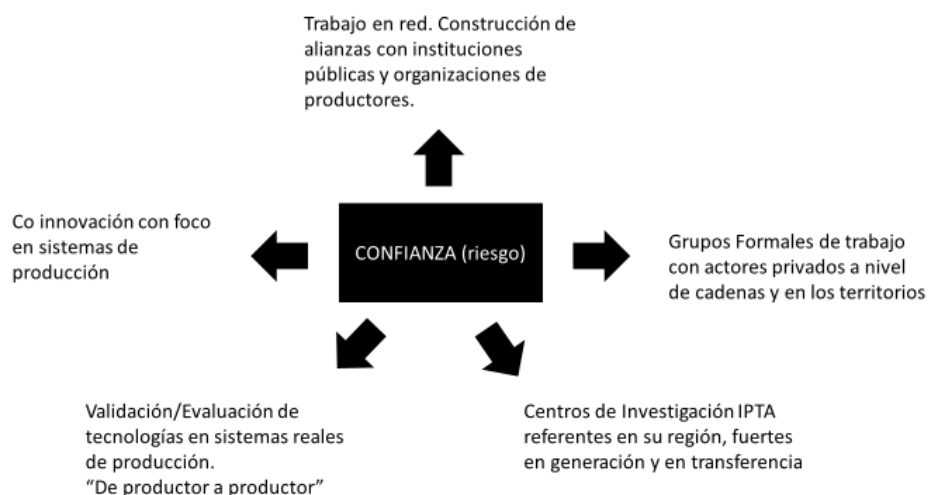 Trabajo en red. Construcción de
alianzas con instituciones
públicas y organizaciones de
productores.
Co innovación con foco
en sistemas de
producción
CONFIANZA (riesgo)
Grupos Formales de trabajo
con actores privados a nivel
de cadenas y en los territorios
Validación/Evaluación de
tecnologías en sistemas reales
de producción.
“De productor a productor”
Centros de Investigación IPTA
referentes en su región, fuertes
en generación y en transferencia